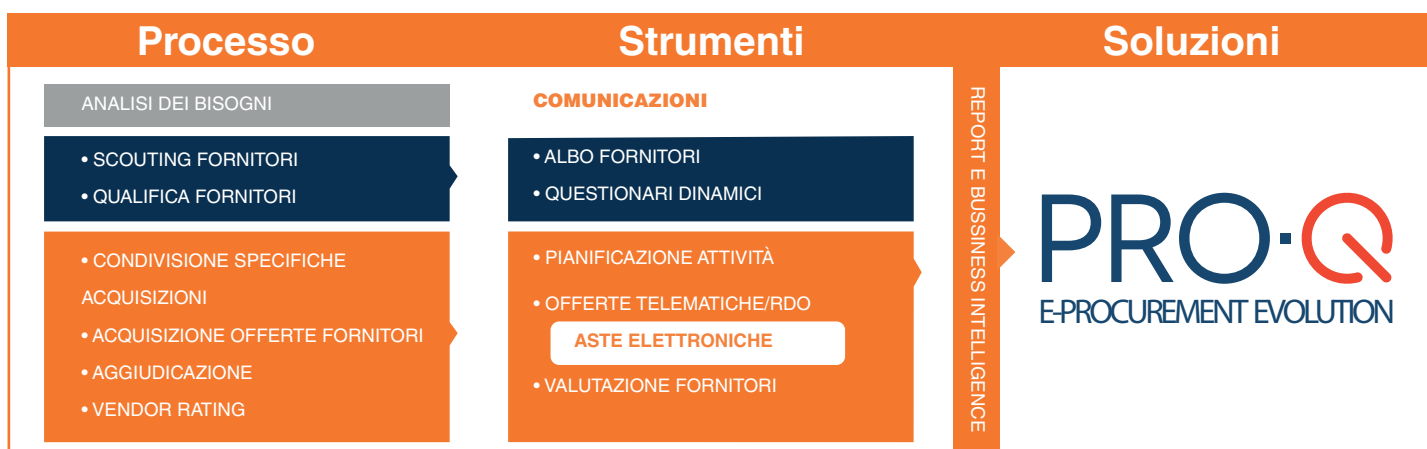 Processo
ANALISI DEI BISOGNI
• SCOUTING FORNITORI
• QUALIFICA FORNITORI
• CONDIVISIONE SPECIFICHE
ACQUISIZIONI
• ACQUISIZIONE OFFERTE FORNITORI
• AGGIUDICAZIONE
• VENDOR RATING
Strumenti
COMUNICAZIONI
• ALBO FORNITORI
• QUESTIONARI DINAMICI
• PIANIFICAZIONE ATTIVITÀ
• OFFERTE TELEMATICHE/RDO
ASTE ELETTRONICHE
• VALUTAZIONE FORNITORI
REPORT E BUSSINESS INTELLIGENCE
Soluzioni
PRO-Q
E-PROCUREMENT EVOLUTION